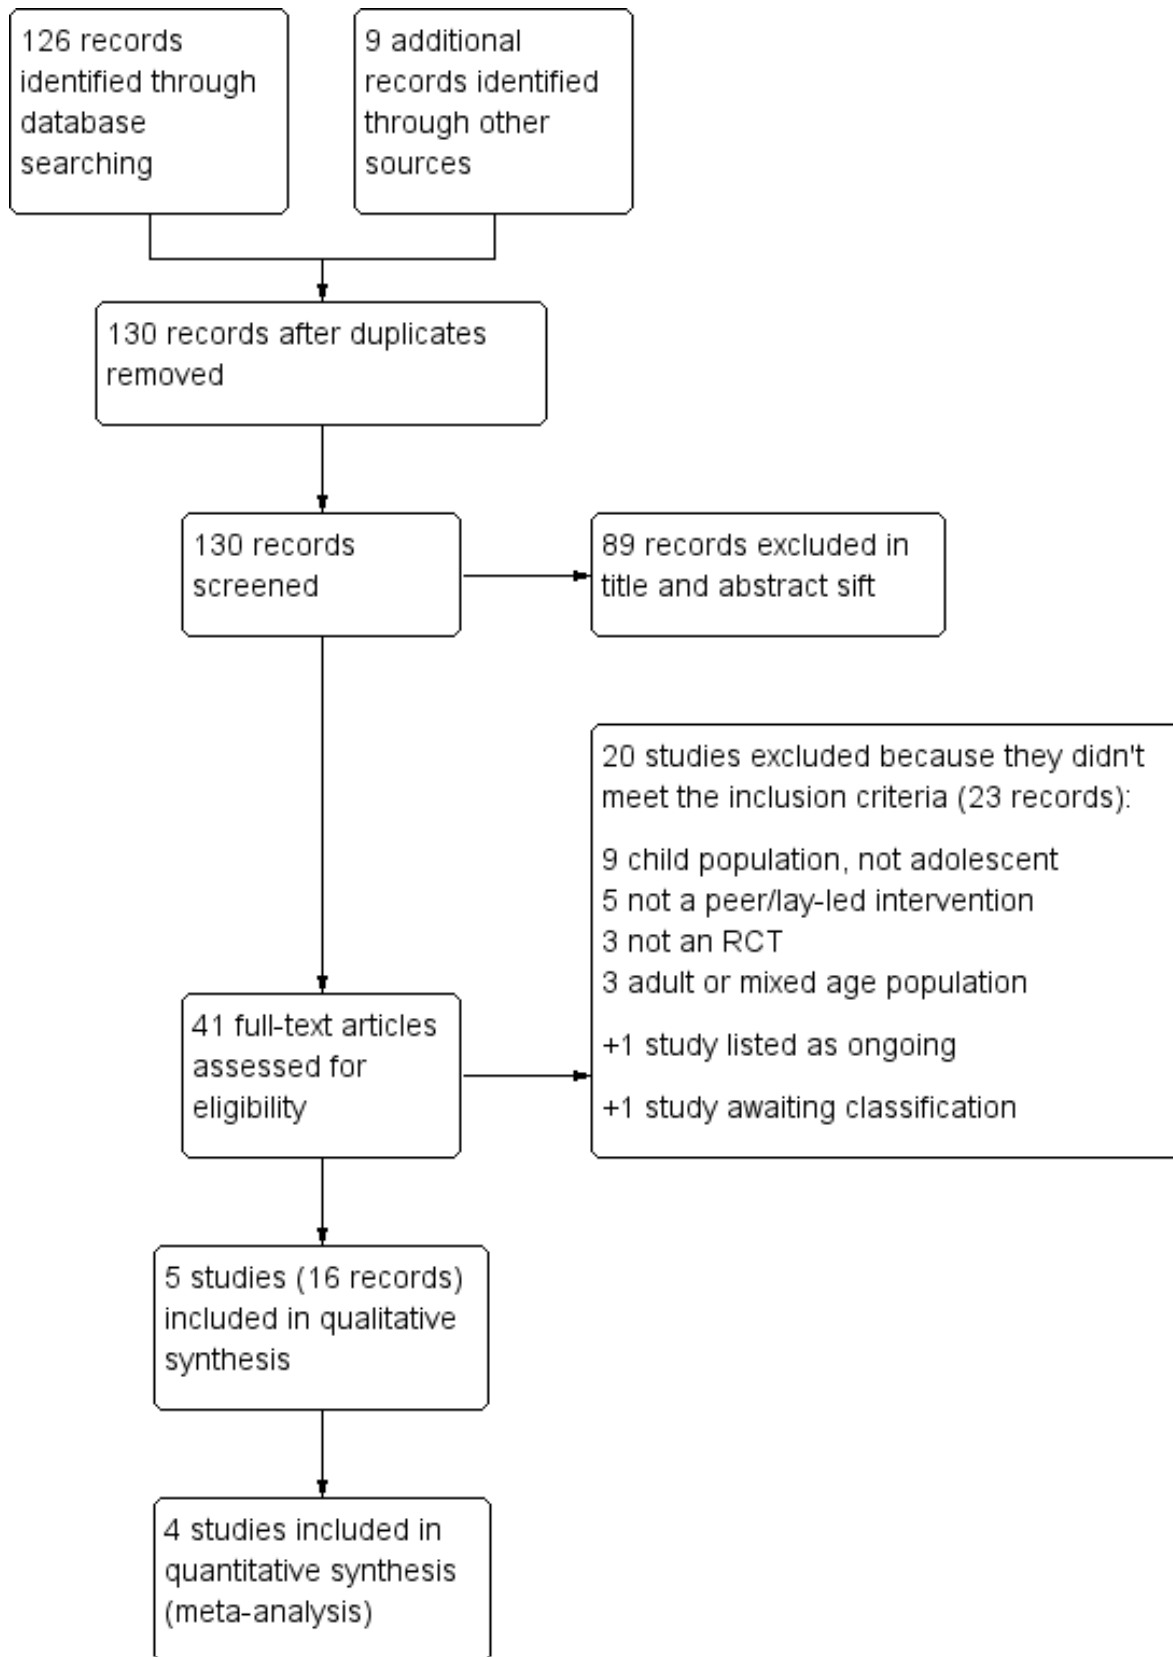 126 records
identified through
database
searching
9 additional
records identified
through other
sources
130 records after duplicates
removed
130 records
screened
89 records excluded in
title and abstract sift
20 studies excluded because they didn't
meet the inclusion criteria (23 records):
9 child population, not adolescent
5 not a peer/lay-led intervention
3 not an RCT
3 adult or mixed age population
+1 study listed as ongoing
+1 study awaiting classification
41 full-text articles
assessed for
eligibility
5 studies (16 records)
included in qualitative
synthesis
4 studies included in
quantitative synthesis
(meta-analysis)